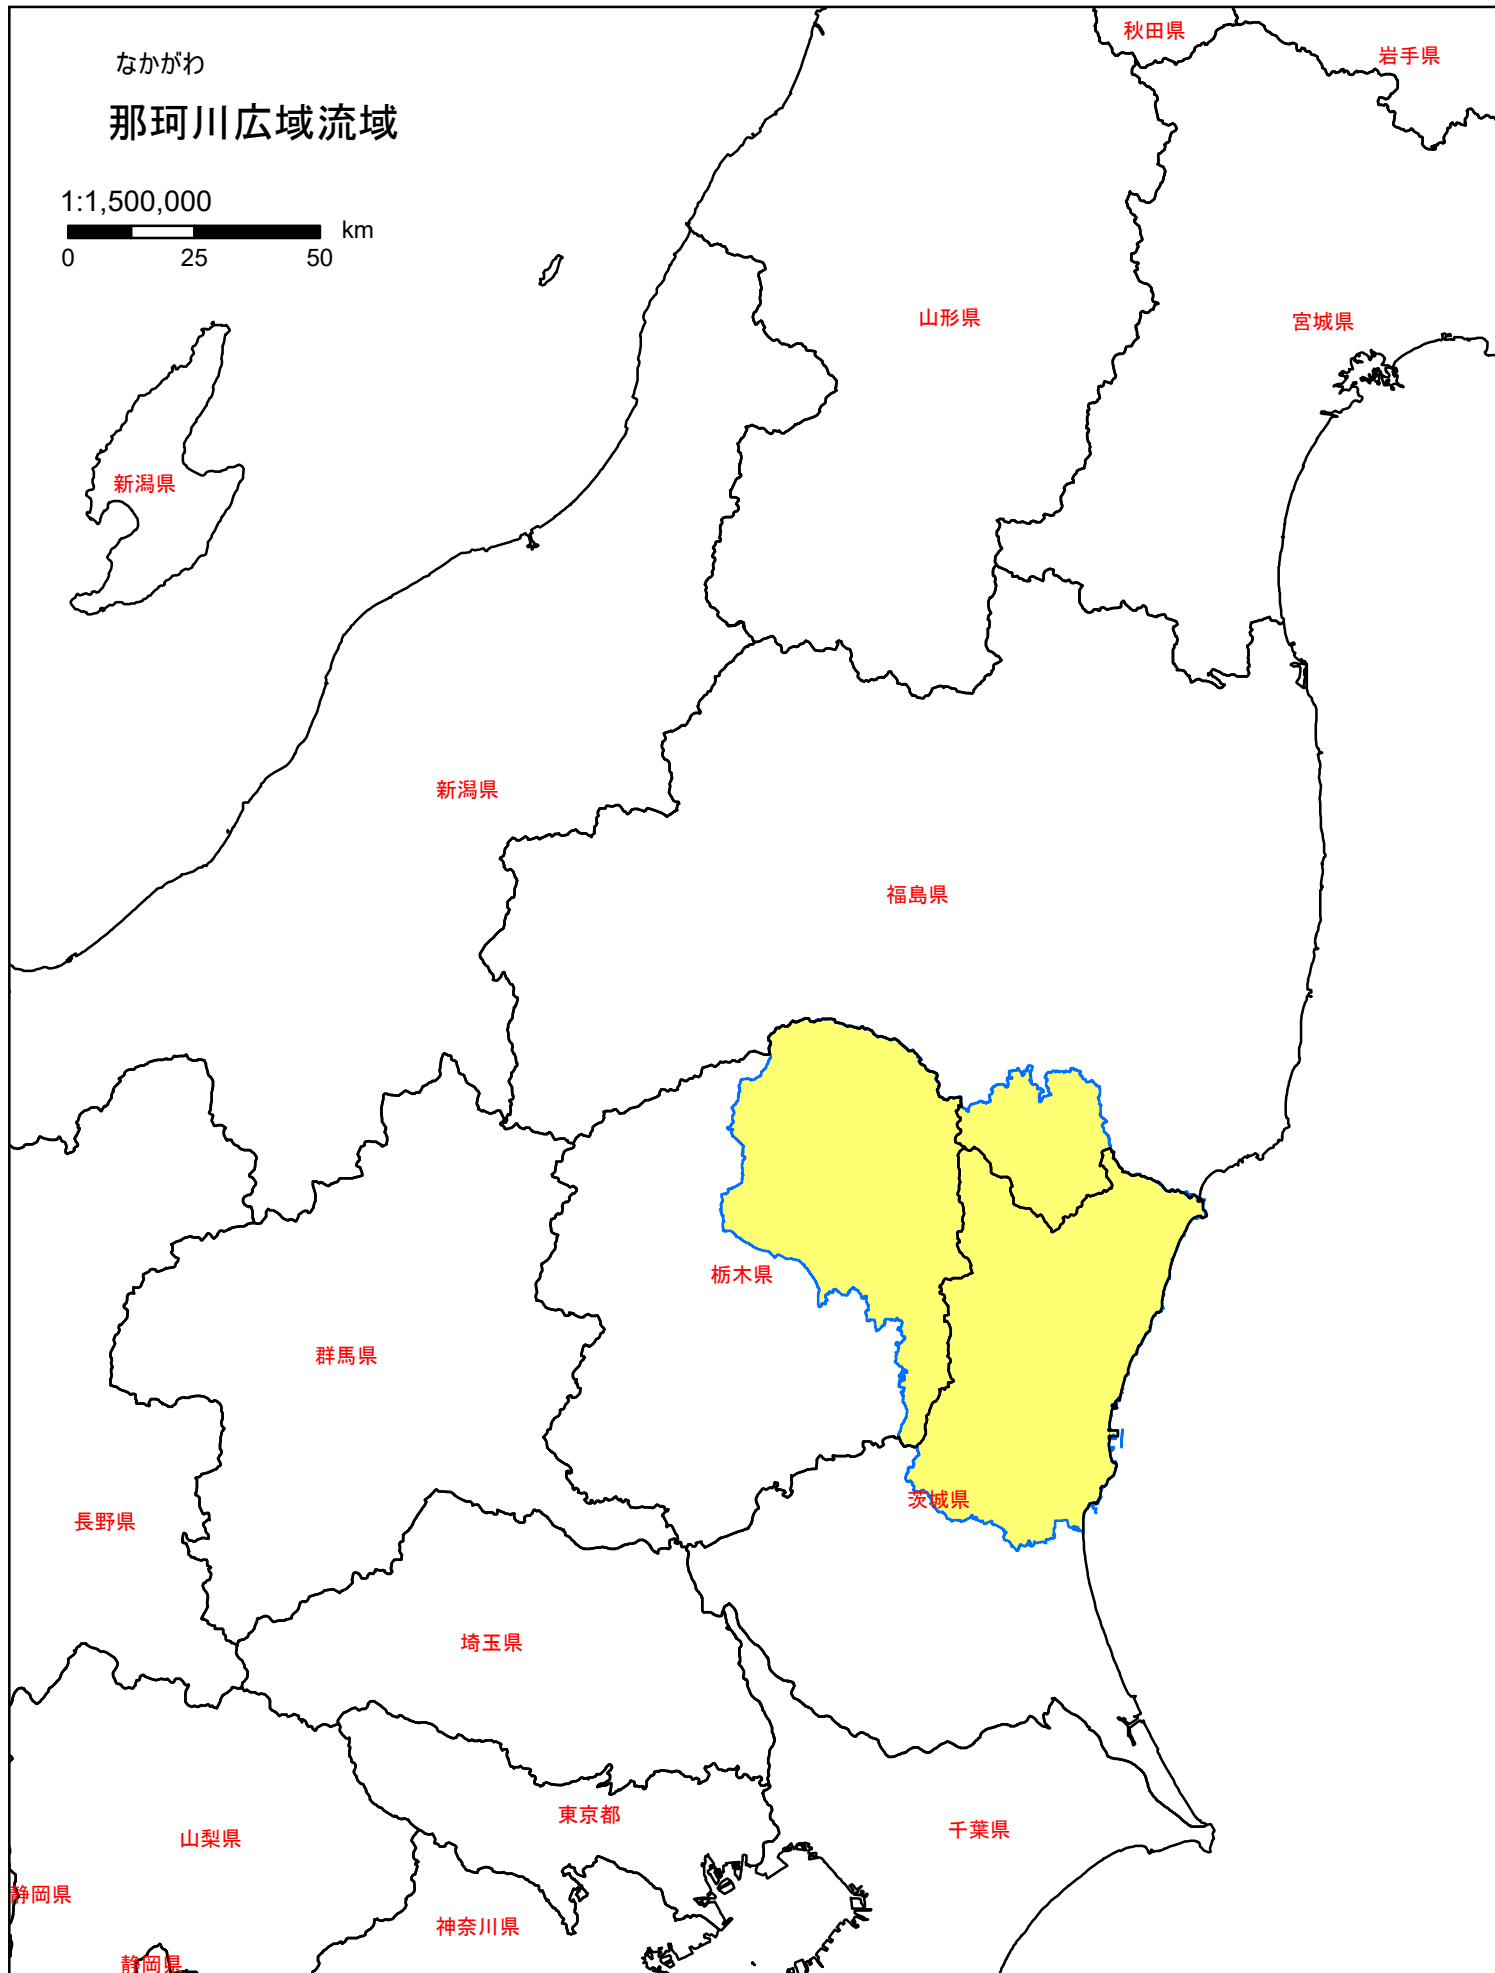 なかがわ
那珂川広域流域
1:1,500,000
km
0 25 50
秋田県
岩手県
山形県
宮城県
新潟県
新潟県
福島県
栃木県
群馬県
茨城県
長野県
埼玉県
東京都
千葉県
山梨県
静岡県
神奈川県
静岡県